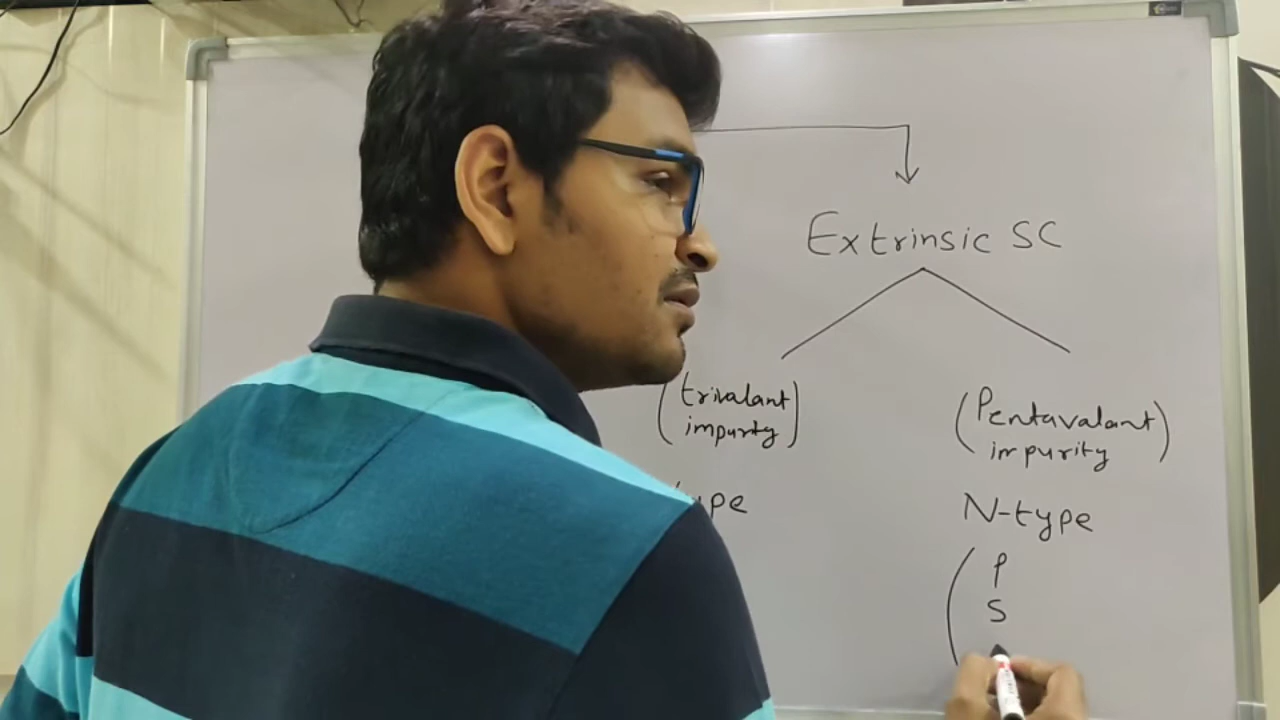 Extrinsic SC
(trivalant
impurity)
(Pentavalant)
impurity
ype
N-type
( P
S